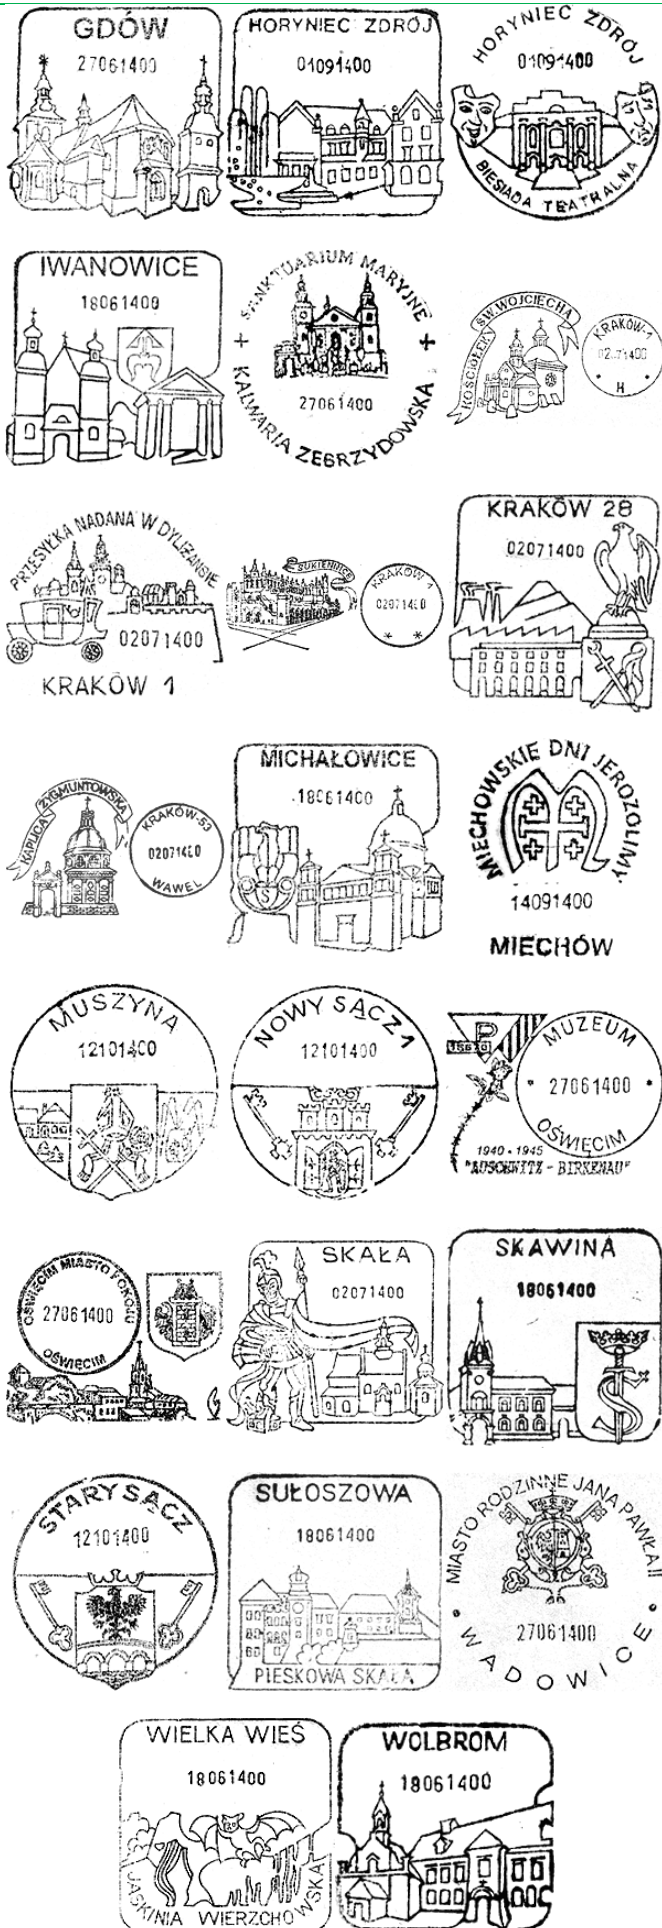 GDÓW
27061400
HORYNIEC ZDRÓJ
01091400
HORYNIEC ZDRÓJ
01091400
BIESIADA TEATRALNA
IWANOWICE
18061400
SANKTUARIUM MARYJNE
27061400
KALWARIA ZEBRZYDOWSKA
KOŚCIÓŁEK ŚW. WOJCIECHA
KRAKÓW-1
H
PRZESYŁKA NADANA W DYLIŻANSIE
02071400
KRAKÓW 1
SUKIENNICE
KRAKÓW 1
KRAKÓW 28
02071400
KAPLICA ZYGMUNTOWSKA
KRAKÓW-53
WAWEL
MICHAŁOWICE
18061400
S
MIECHOWSKIE DNI JEROZOLIMY
14091400
MIECHÓW
MUSZYNA
12101400
NOWY SĄCZ 1
12101400
P
MUZEUM
27061400
OŚWIĘCIM
1940-1945
"AUSCHWITZ - BIRKENAU"
OŚWIĘCIM MIASTO POKOJU
27061400
OŚWIĘCIM
SKAŁA
02071400
SKAWINA
18061400
S
STARY SĄCZ
12101400
SUŁOSZOWA
18061400
PIESKOWA SKAŁA
MIASTO RODZINNE JANA PAWŁA II
27061400
WADOWICE
WIELKA WIEŚ
18061400
JASKINIA WIERZCHOWSKA
WOLBROM
18061400